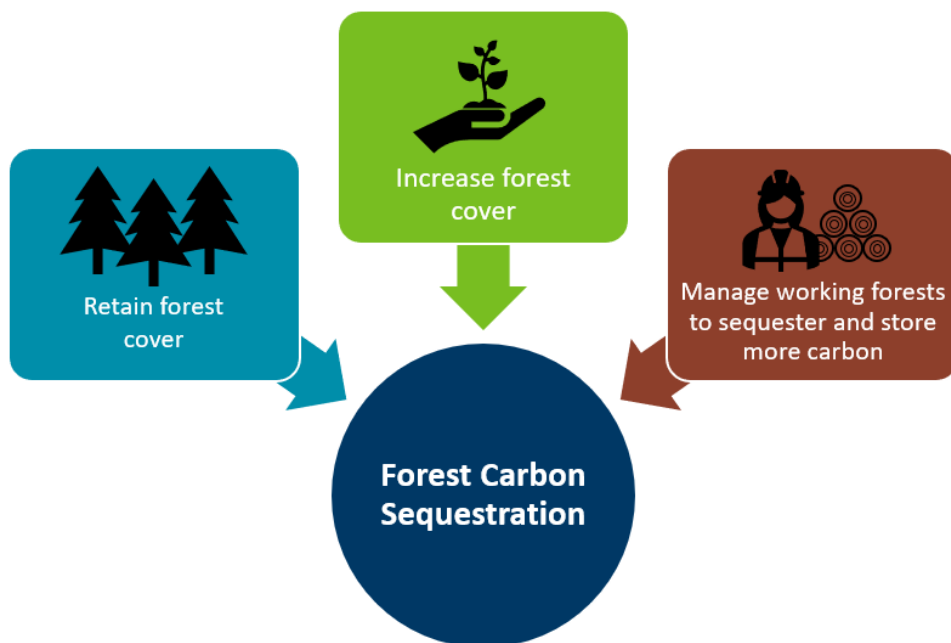 Increase forest
cover
Retain forest
cover
Manage working forests
to sequester and store
more carbon
Forest Carbon
Sequestration